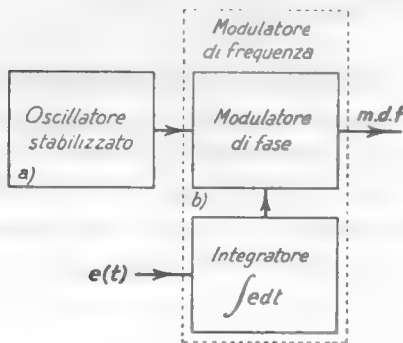 Modulatore
di frequenza
Oscillatore
stabilizzato
a)
Modulatore
di fase
m.d.f
b)
e(t)
Integratore
∫edt